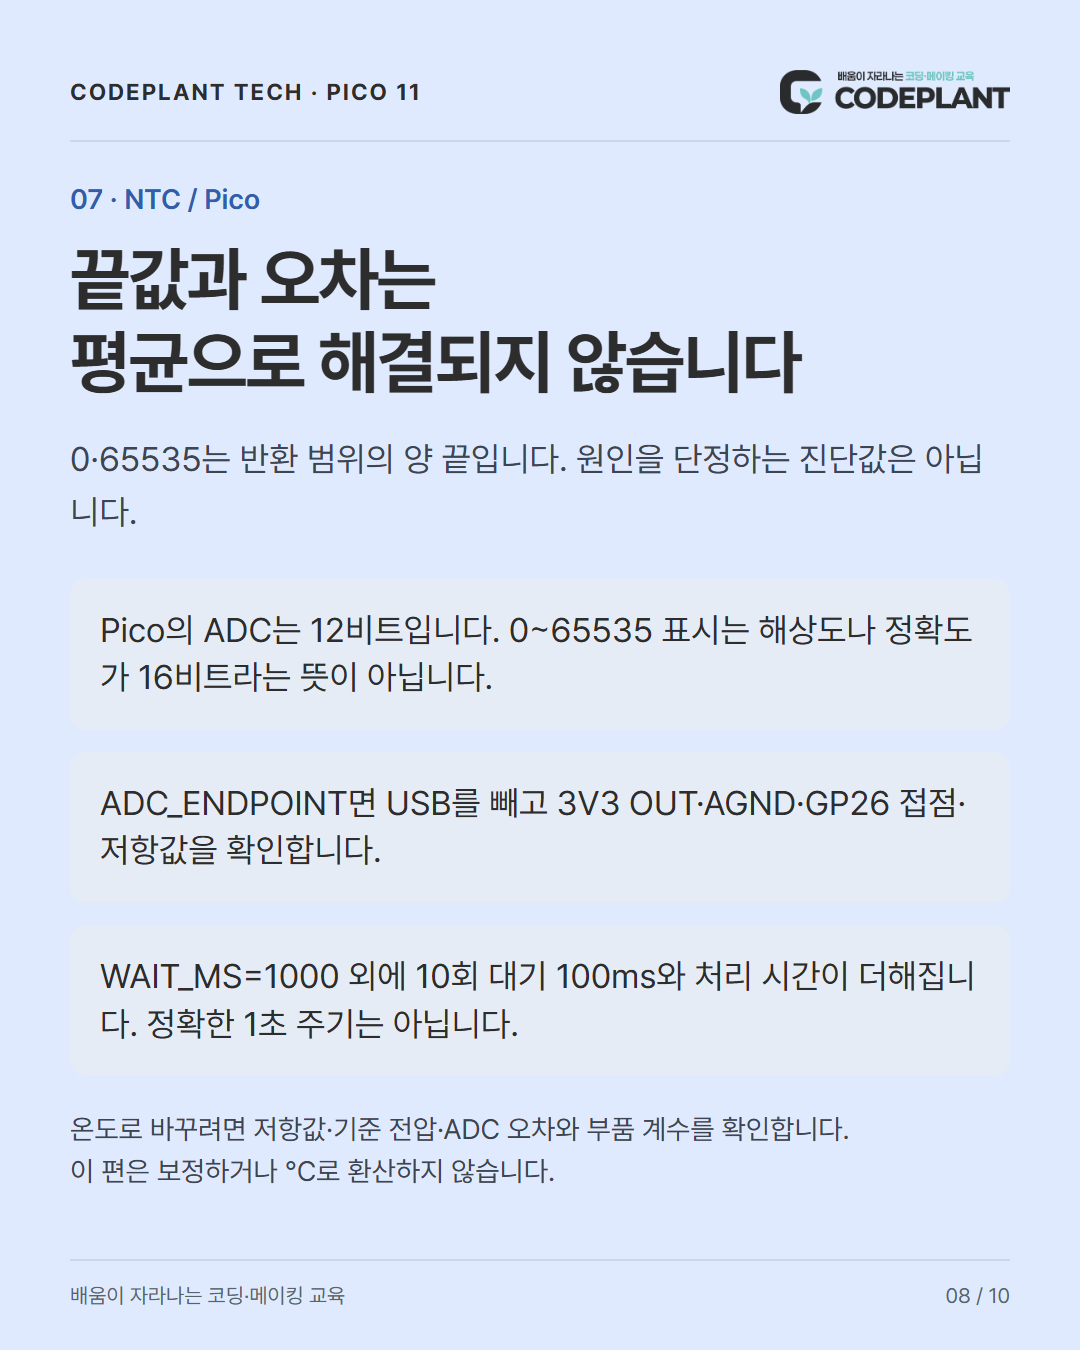 CODEPLANT TECH · PICO 11
배움이 자라나는 코딩·메이킹 교육
CODEPLANT
07 · NTC / Pico
끝값과 오차는
평균으로 해결되지 않습니다
0·65535는 반환 범위의 양 끝입니다. 원인을 단정하는 진단값은 아닙
니다.
Pico의 ADC는 12비트입니다. 0~65535 표시는 해상도나 정확도
가 16비트라는 뜻이 아닙니다.
ADC_ENDPOINT면 USB를 빼고 3V3 OUT·AGND·GP26 접점·
저항값을 확인합니다.
WAIT_MS=1000 외에 10회 대기 100ms와 처리 시간이 더해집니
다. 정확한 1초 주기는 아닙니다.
온도로 바꾸려면 저항값·기준 전압·ADC 오차와 부품 계수를 확인합니다.
이 편은 보정하거나 °C로 환산하지 않습니다.
배움이 자라나는 코딩·메이킹 교육
08 / 10